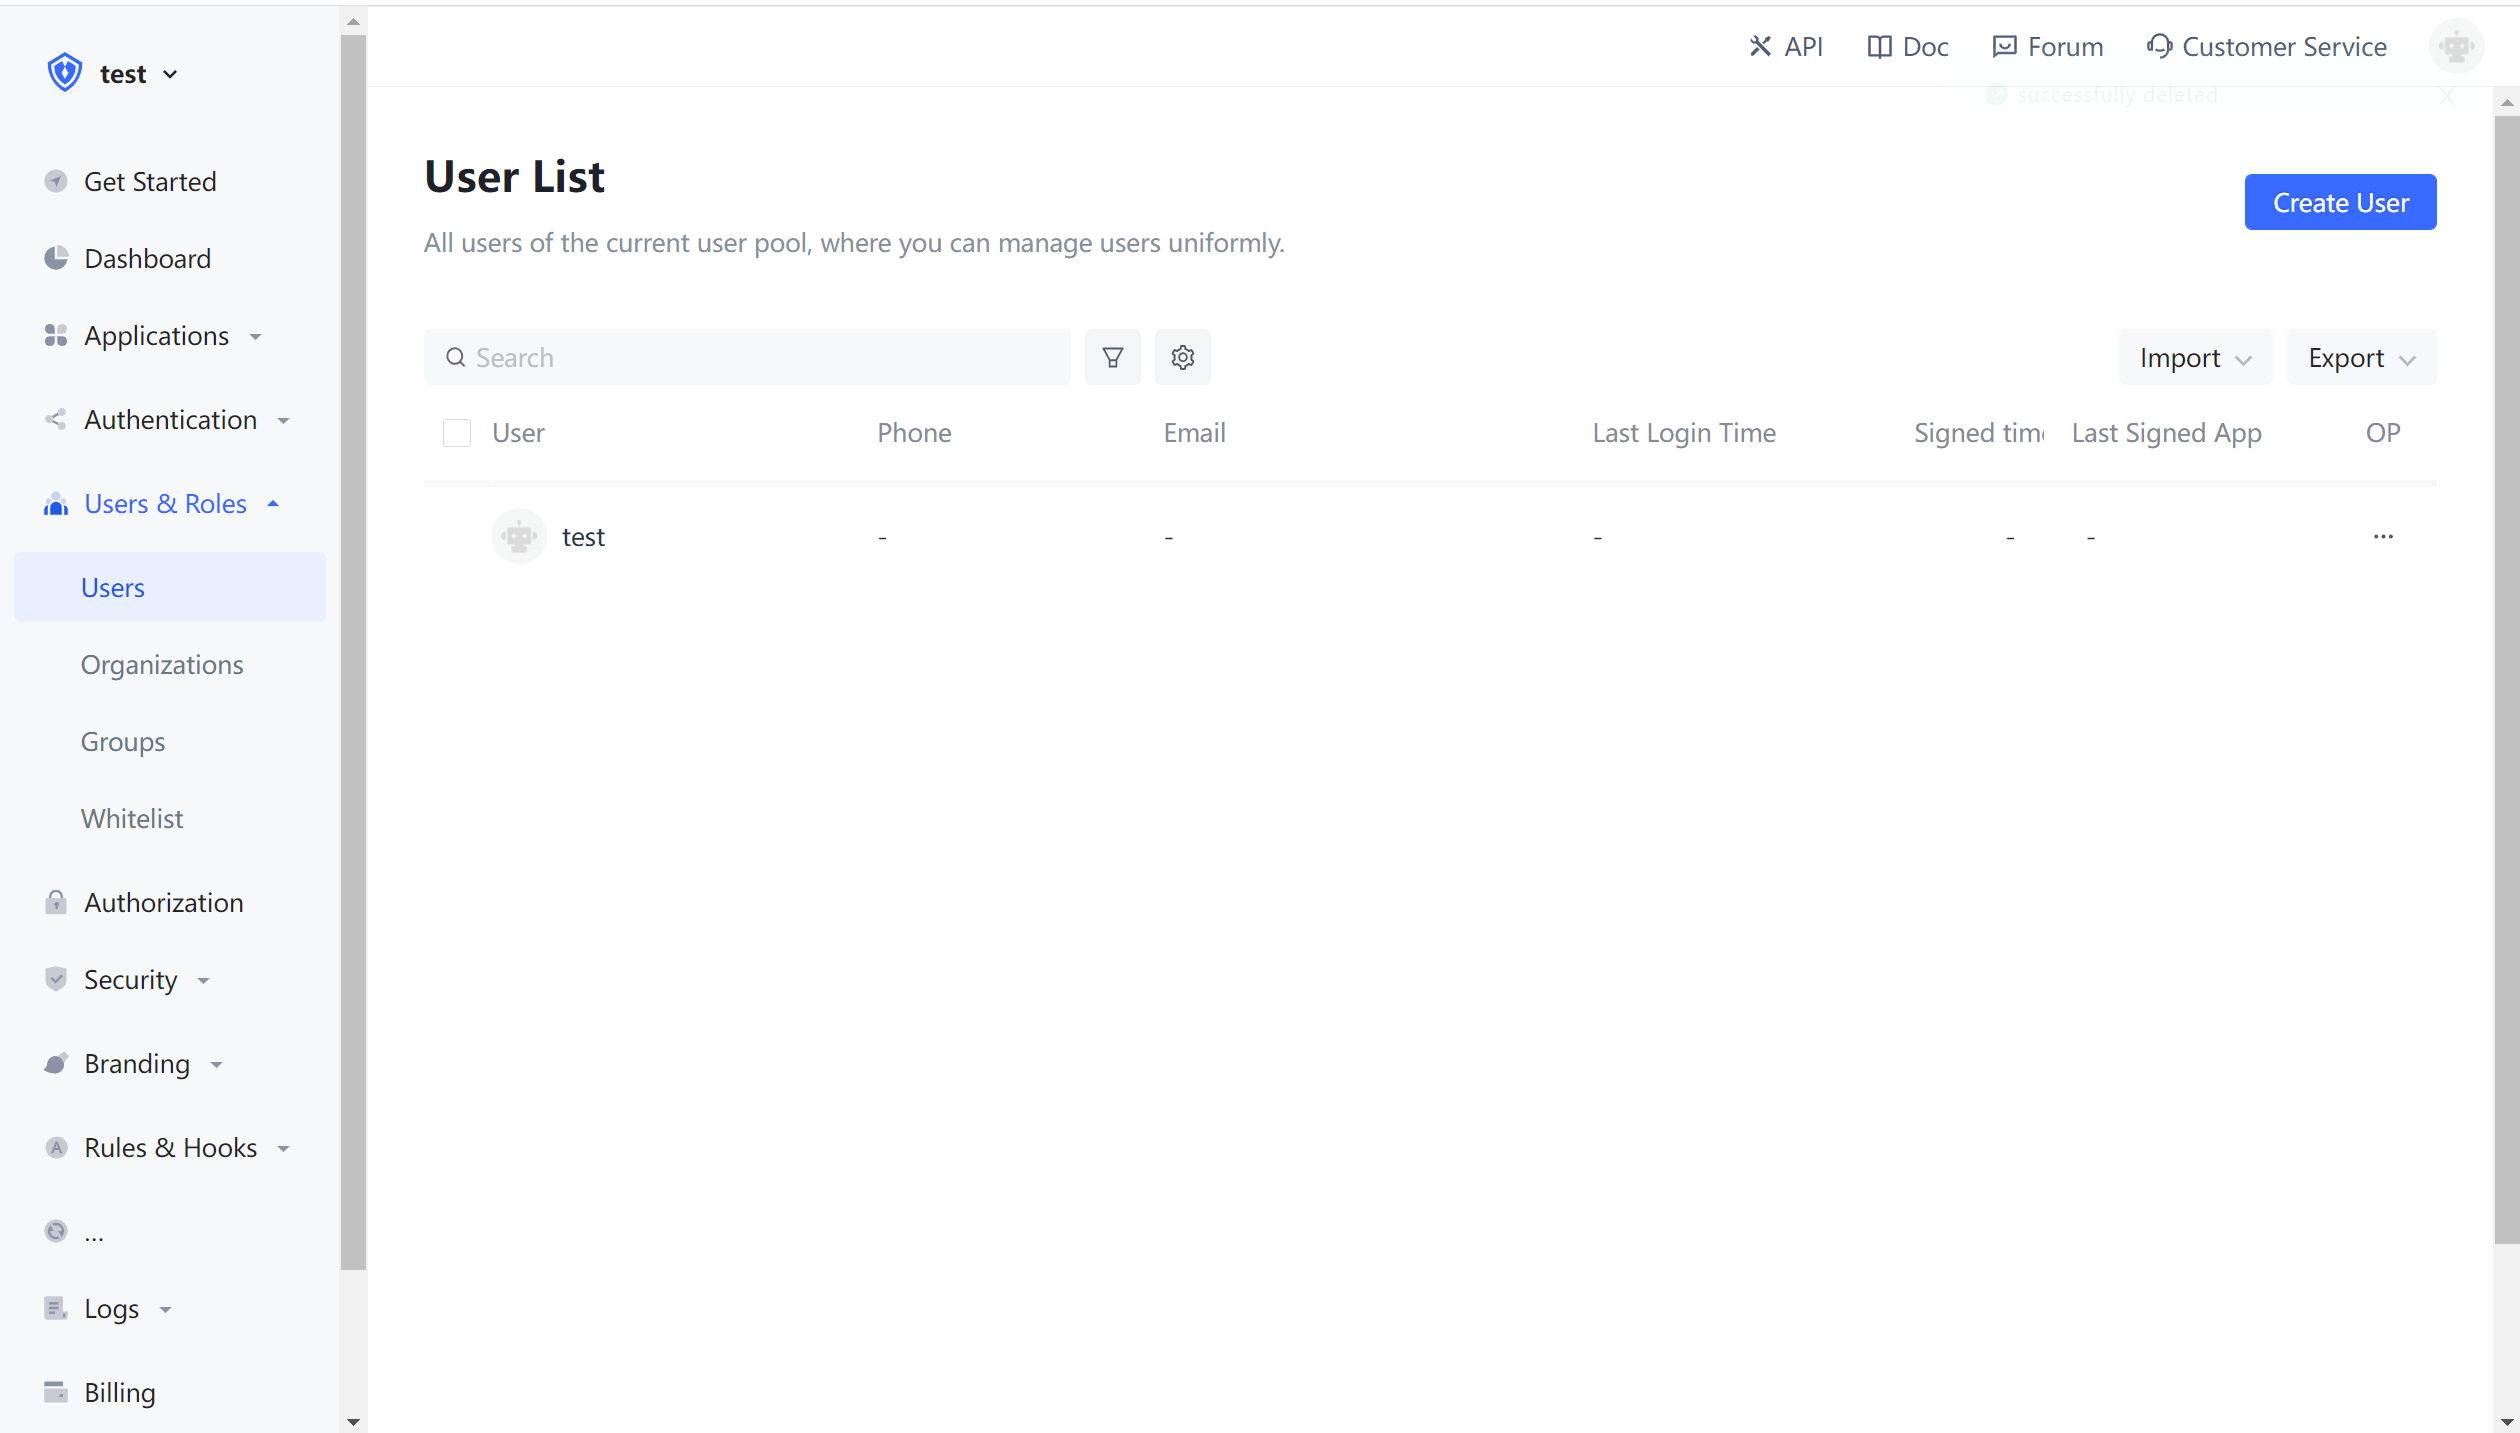 test
API
Doc
Forum
Customer Service
successfully deleted
Get Started
Dashboard
Applications
Authentication
Users & Roles
Users
Organizations
Groups
Whitelist
Authorization
Security
Branding
Rules & Hooks
...
Logs
Billing
User List
All users of the current user pool, where you can manage users uniformly.
Create User
Search
Import
Export
User
Phone
Email
Last Login Time
Signed time
Last Signed App
OP
test
-
-
-
-
-